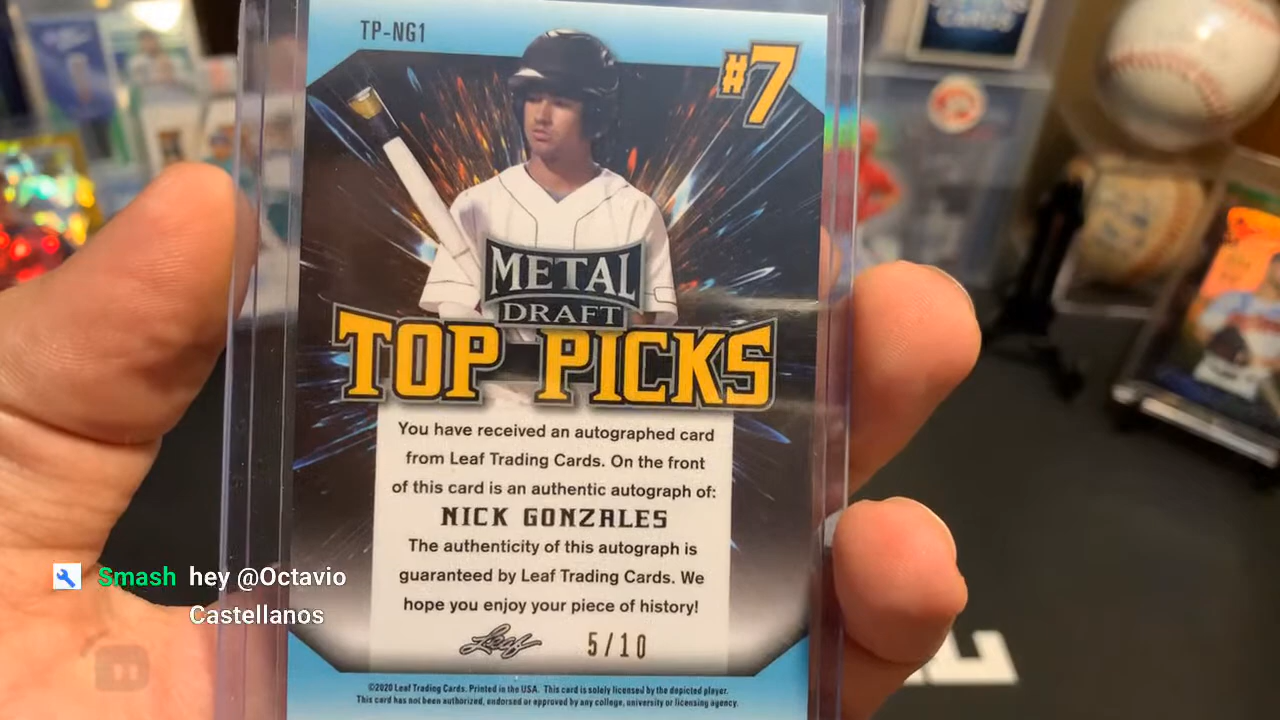 CARDS
TP-NG1
#7
METAL
DRAFT
TOP PICKS
You have received an autographed card
from Leaf Trading Cards. On the front
of this card is an authentic autograph of:
NICK GONZALES
The authenticity of this autograph is
guaranteed by Leaf Trading Cards. We
hope you enjoy your piece of history!
Leaf 5/10
©2020 Leaf Trading Cards. Printed in the USA. This card is solely licensed by the depicted player.
This card has not been authorized, endorsed or approved by any college, university or licensing agency.
Smash hey @Octavio
Castellanos